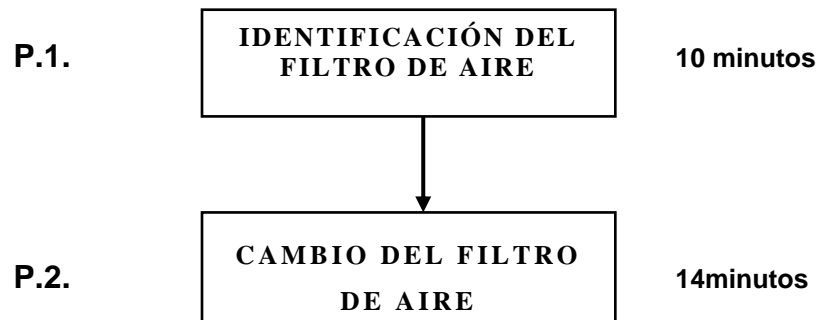 P.1.
IDENTIFICACIÓN DEL
FILTRO DE AIRE
10 minutos
P.2.
CAMBIO DEL FILTRO
DE AIRE
14minutos